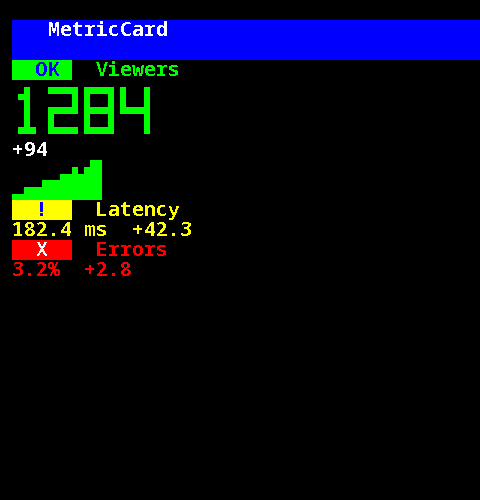 MetricCard
OK Viewers
1284
+94
! Latency
182.4 ms +42.3
X Errors
3.2% +2.8